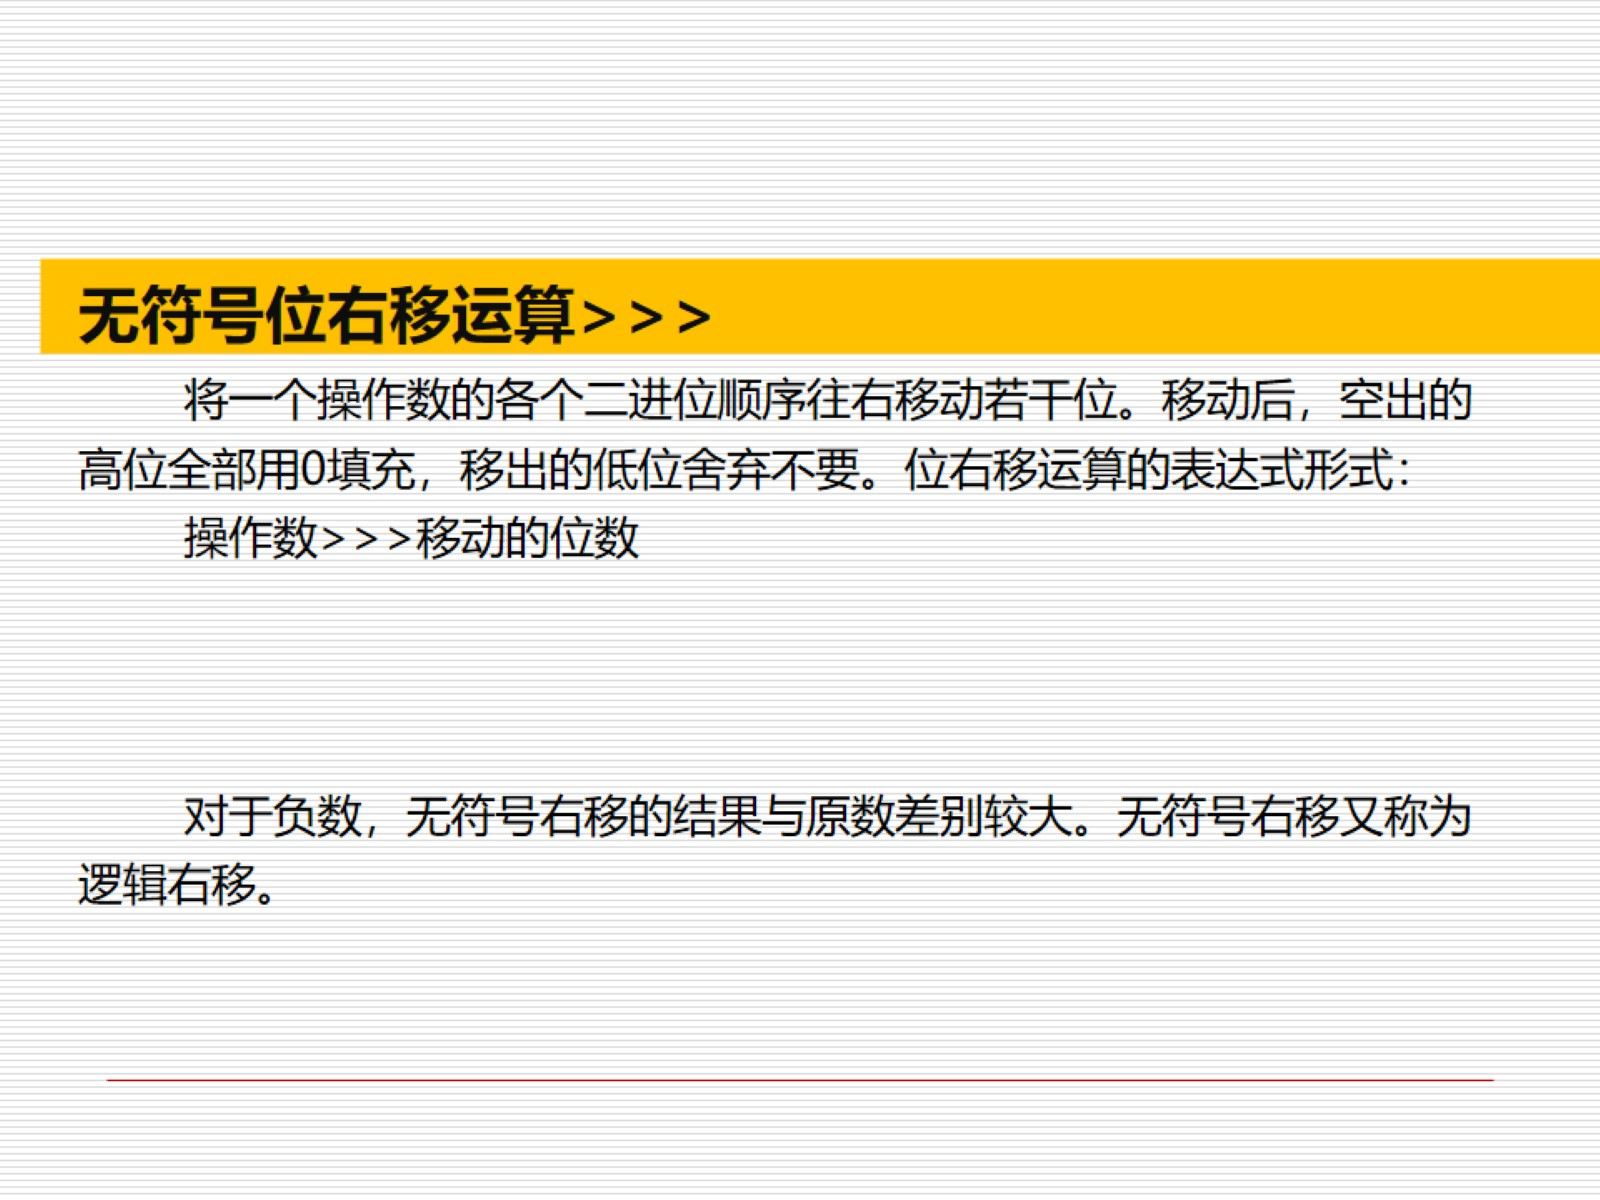 无符号位右移运算>>>
将一个操作数的各个二进位顺序往右移动若干位。移动后，空出的
高位全部用0填充，移出的低位舍弃不要。位右移运算的表达式形式：
操作数>>>移动的位数
对于负数，无符号右移的结果与原数差别较大。无符号右移又称为
逻辑右移。